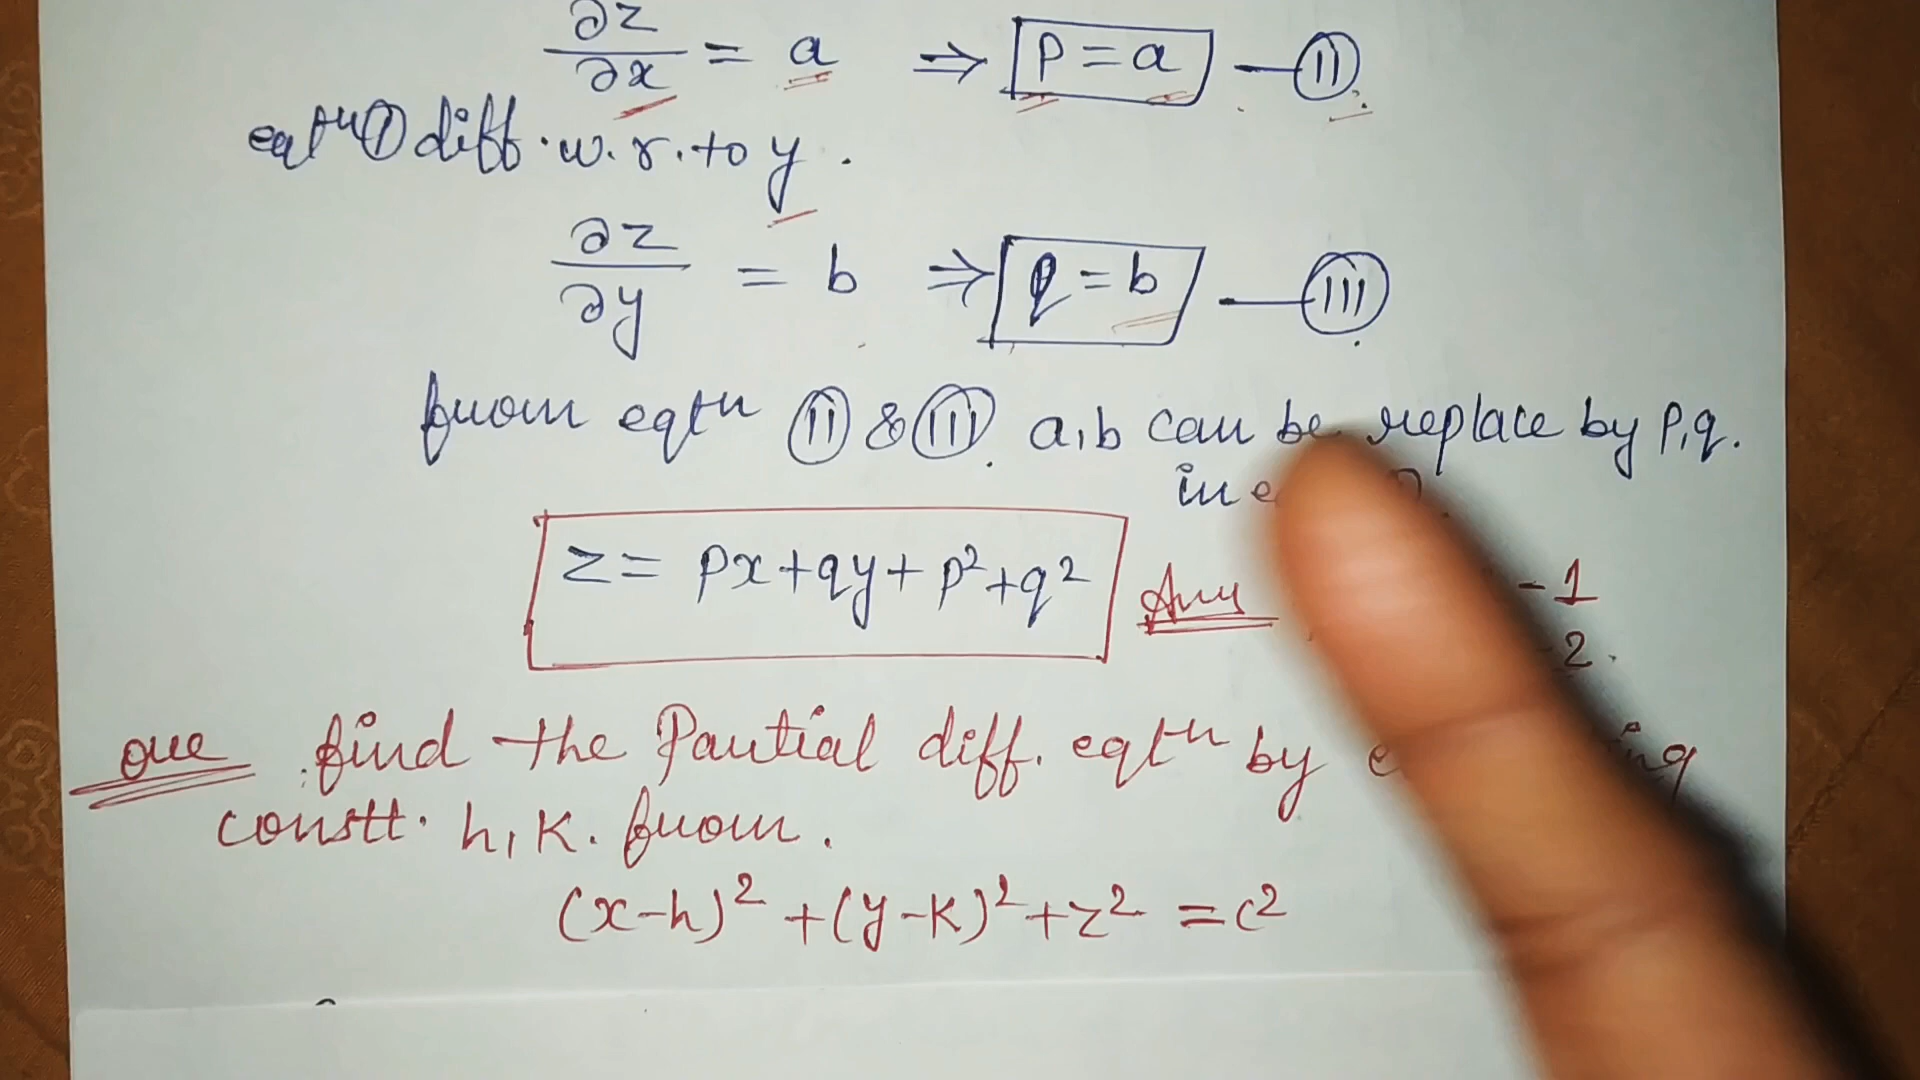 ∂z/∂x = a ⇒ p = a —(II)
eqtn (I) diff. w. r. to y.
∂z/∂y = b ⇒ q = b —(III)
from eqtn (II) & (III) a, b can be replace by p, q.
in
z = px + qy + p² + q² Ans
- 1
2.
que find the Partial diff. eqtn by
constt. h, K. from.
(x-h)² + (y-K)² + z² = c²